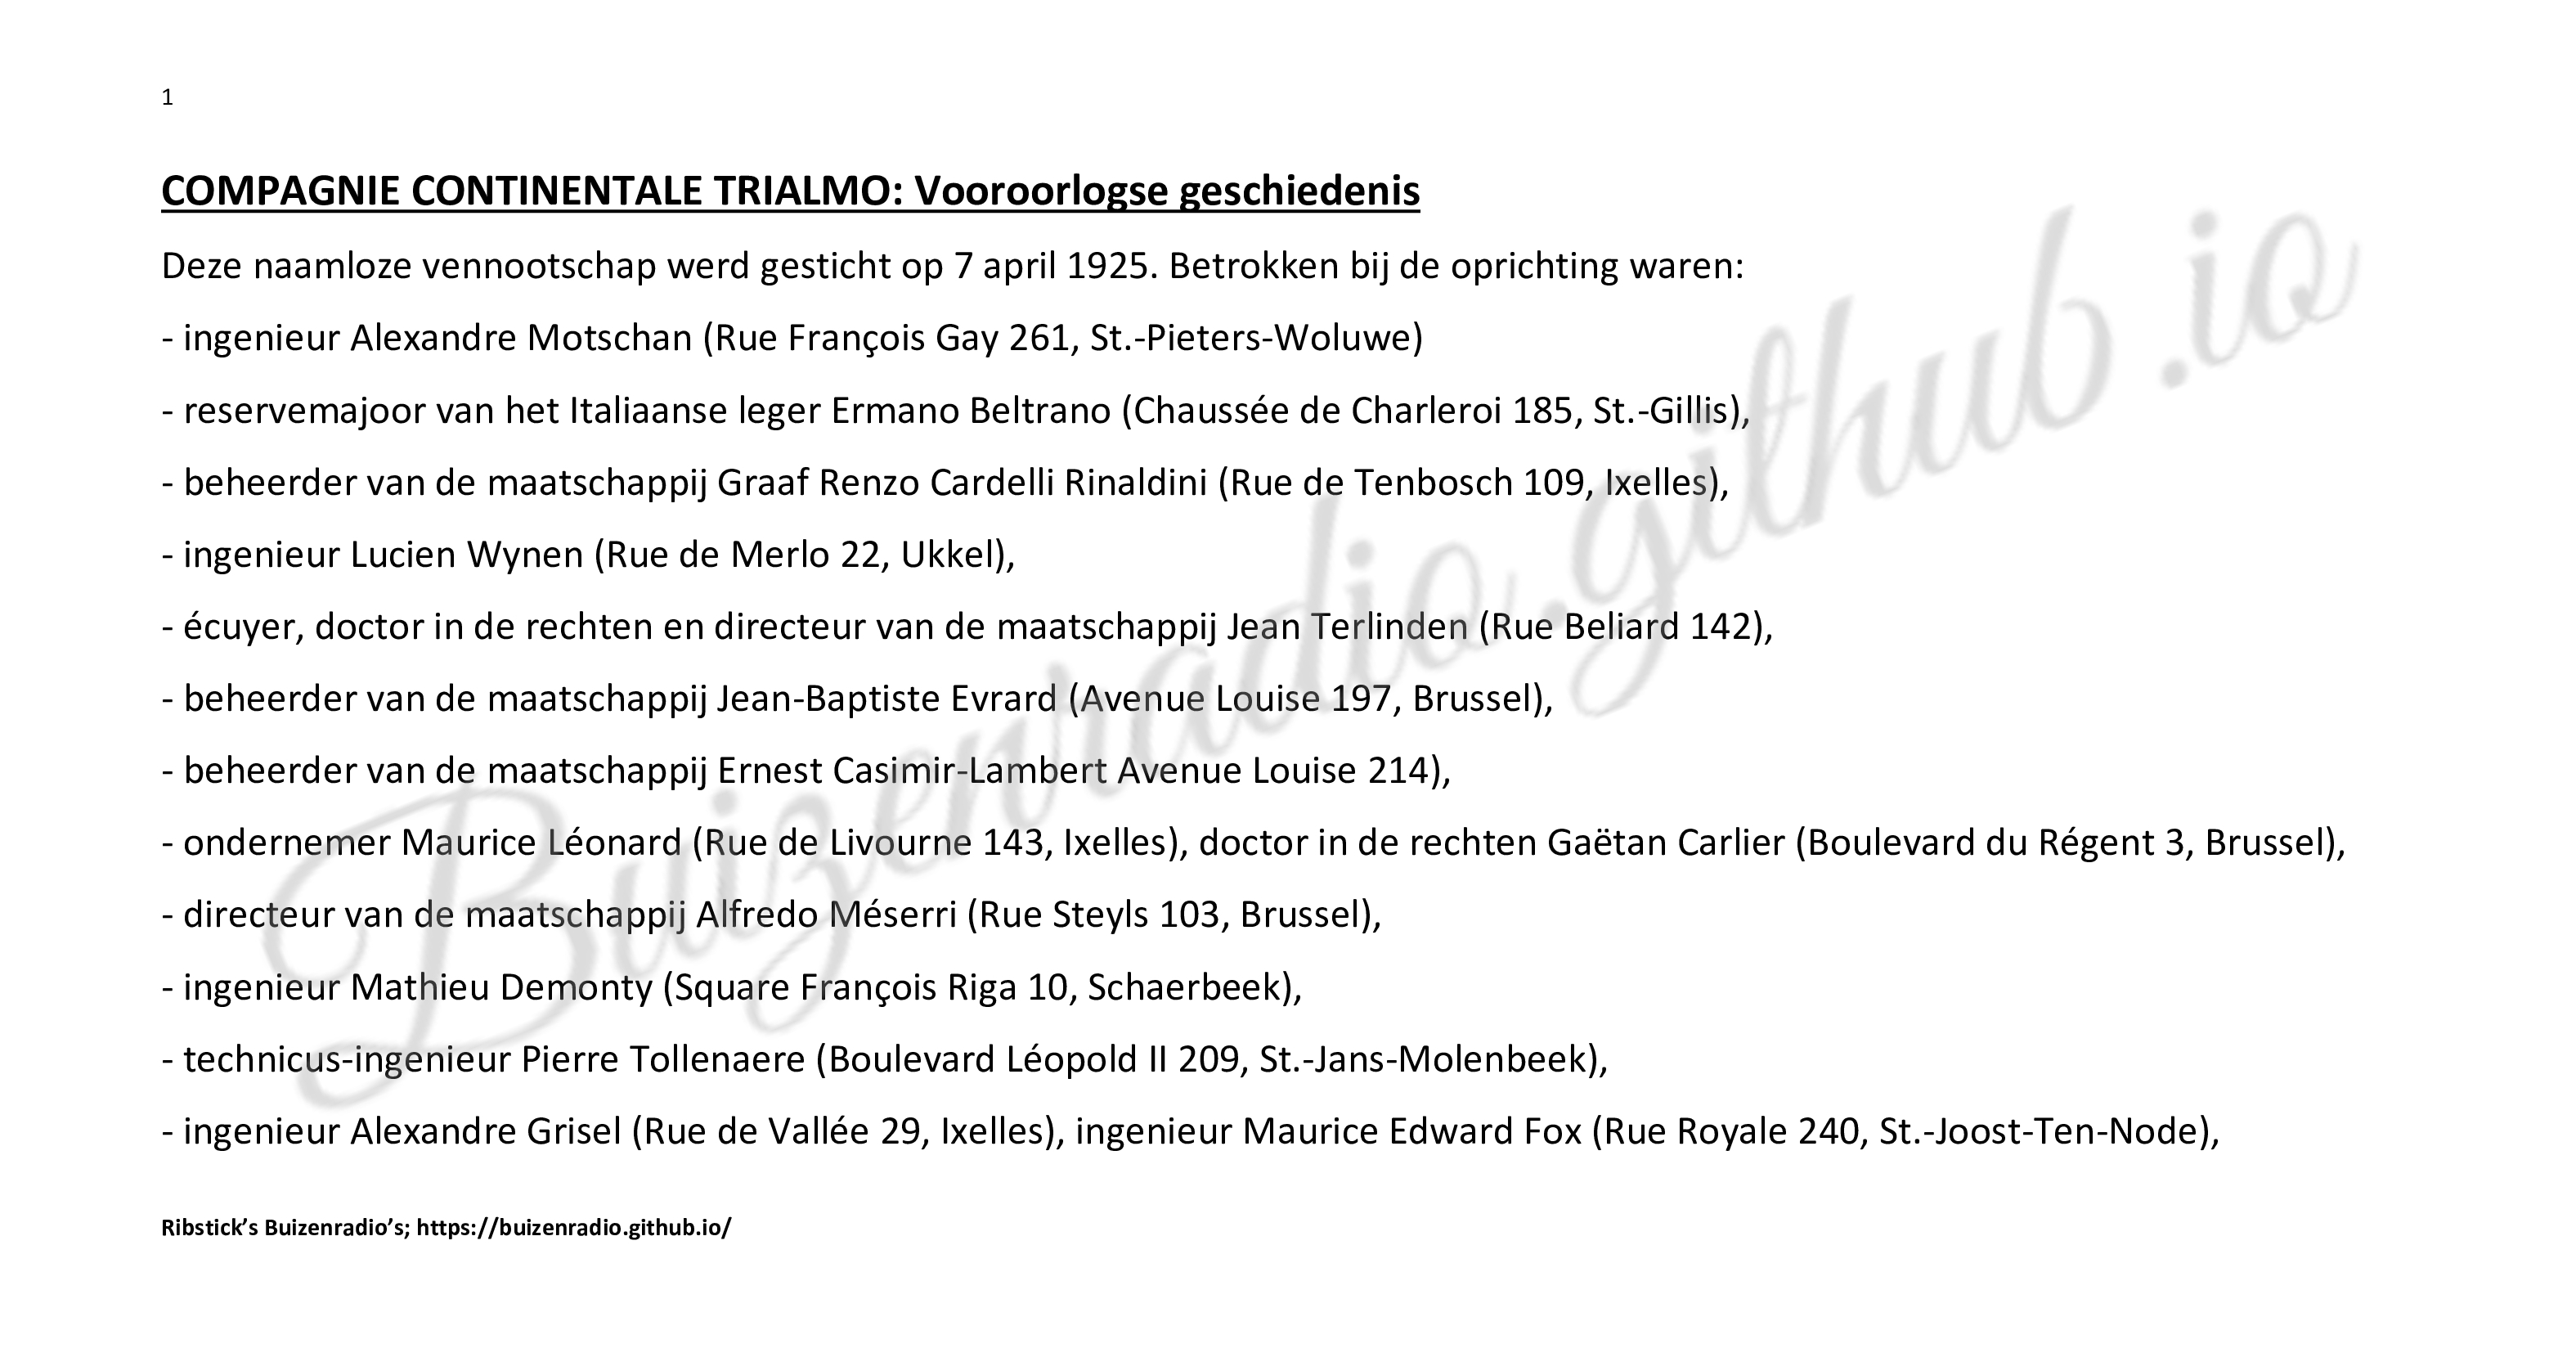 1
COMPAGNIE CONTINENTALE TRIALMO: Vooroorlogse geschiedenis
Deze naamloze vennootschap werd gesticht op 7 april 1925. Betrokken bij de oprichting waren:
- ingenieur Alexandre Motschan (Rue François Gay 261, St.-Pieters-Woluwe)
- reservemajoor van het Italiaanse leger Ermano Beltrano (Chaussée de Charleroi 185, St.-Gillis),
- beheerder van de maatschappij Graaf Renzo Cardelli Rinaldini (Rue de Tenbosch 109, Ixelles),
- ingenieur Lucien Wynen (Rue de Merlo 22, Ukkel),
- écuyer, doctor in de rechten en directeur van de maatschappij Jean Terlinden (Rue Beliard 142),
- beheerder van de maatschappij Jean-Baptiste Evrard (Avenue Louise 197, Brussel),
- beheerder van de maatschappij Ernest Casimir-Lambert Avenue Louise 214),
- ondernemer Maurice Léonard (Rue de Livourne 143, Ixelles), doctor in de rechten Gaëtan Carlier (Boulevard du Régent 3, Brussel),
- directeur van de maatschappij Alfredo Méserri (Rue Steyls 103, Brussel),
- ingenieur Mathieu Demonty (Square François Riga 10, Schaerbeek),
- technicus-ingenieur Pierre Tollenaere (Boulevard Léopold II 209, St.-Jans-Molenbeek),
- ingenieur Alexandre Grisel (Rue de Vallée 29, Ixelles), ingenieur Maurice Edward Fox (Rue Royale 240, St.-Joost-Ten-Node),
Ribstick’s Buizenradio’s; https://buizenradio.github.io/
Buizenradio.github.io